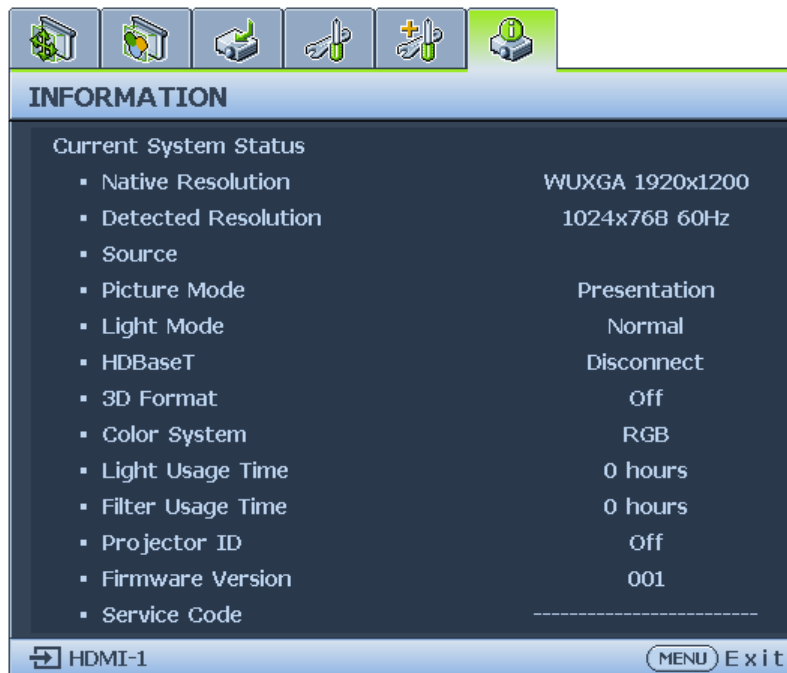 INFORMATION
Current System Status
▪ Native Resolution WUXGA 1920x1200
▪ Detected Resolution 1024x768 60Hz
▪ Source
▪ Picture Mode Presentation
▪ Light Mode Normal
▪ HDBaseT Disconnect
▪ 3D Format Off
▪ Color System RGB
▪ Light Usage Time 0 hours
▪ Filter Usage Time 0 hours
▪ Projector ID Off
▪ Firmware Version 001
▪ Service Code -------------------------
HDMI-1 MENU Exit